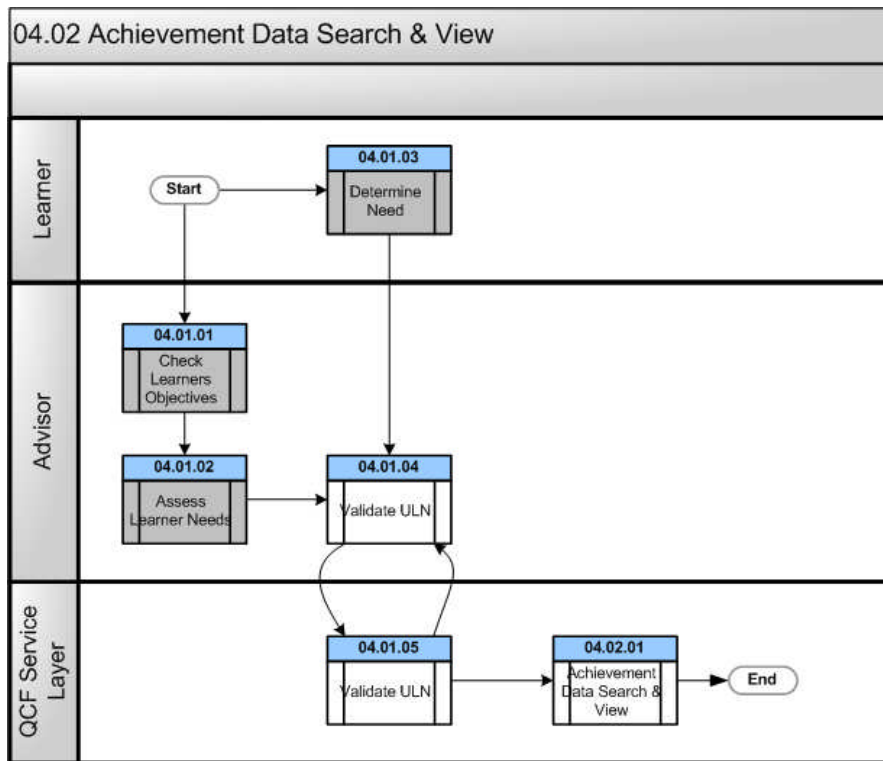 04.02 Achievement Data Search & View
Learner
Start
04.01.03
Determine
Need
Advisor
04.01.01
Check
Learners
Objectives
04.01.02
Assess
Learner Needs
04.01.04
Validate ULN
QCF Service
Layer
04.01.05
Validate ULN
04.02.01
Achievement
Data Search &
View
End